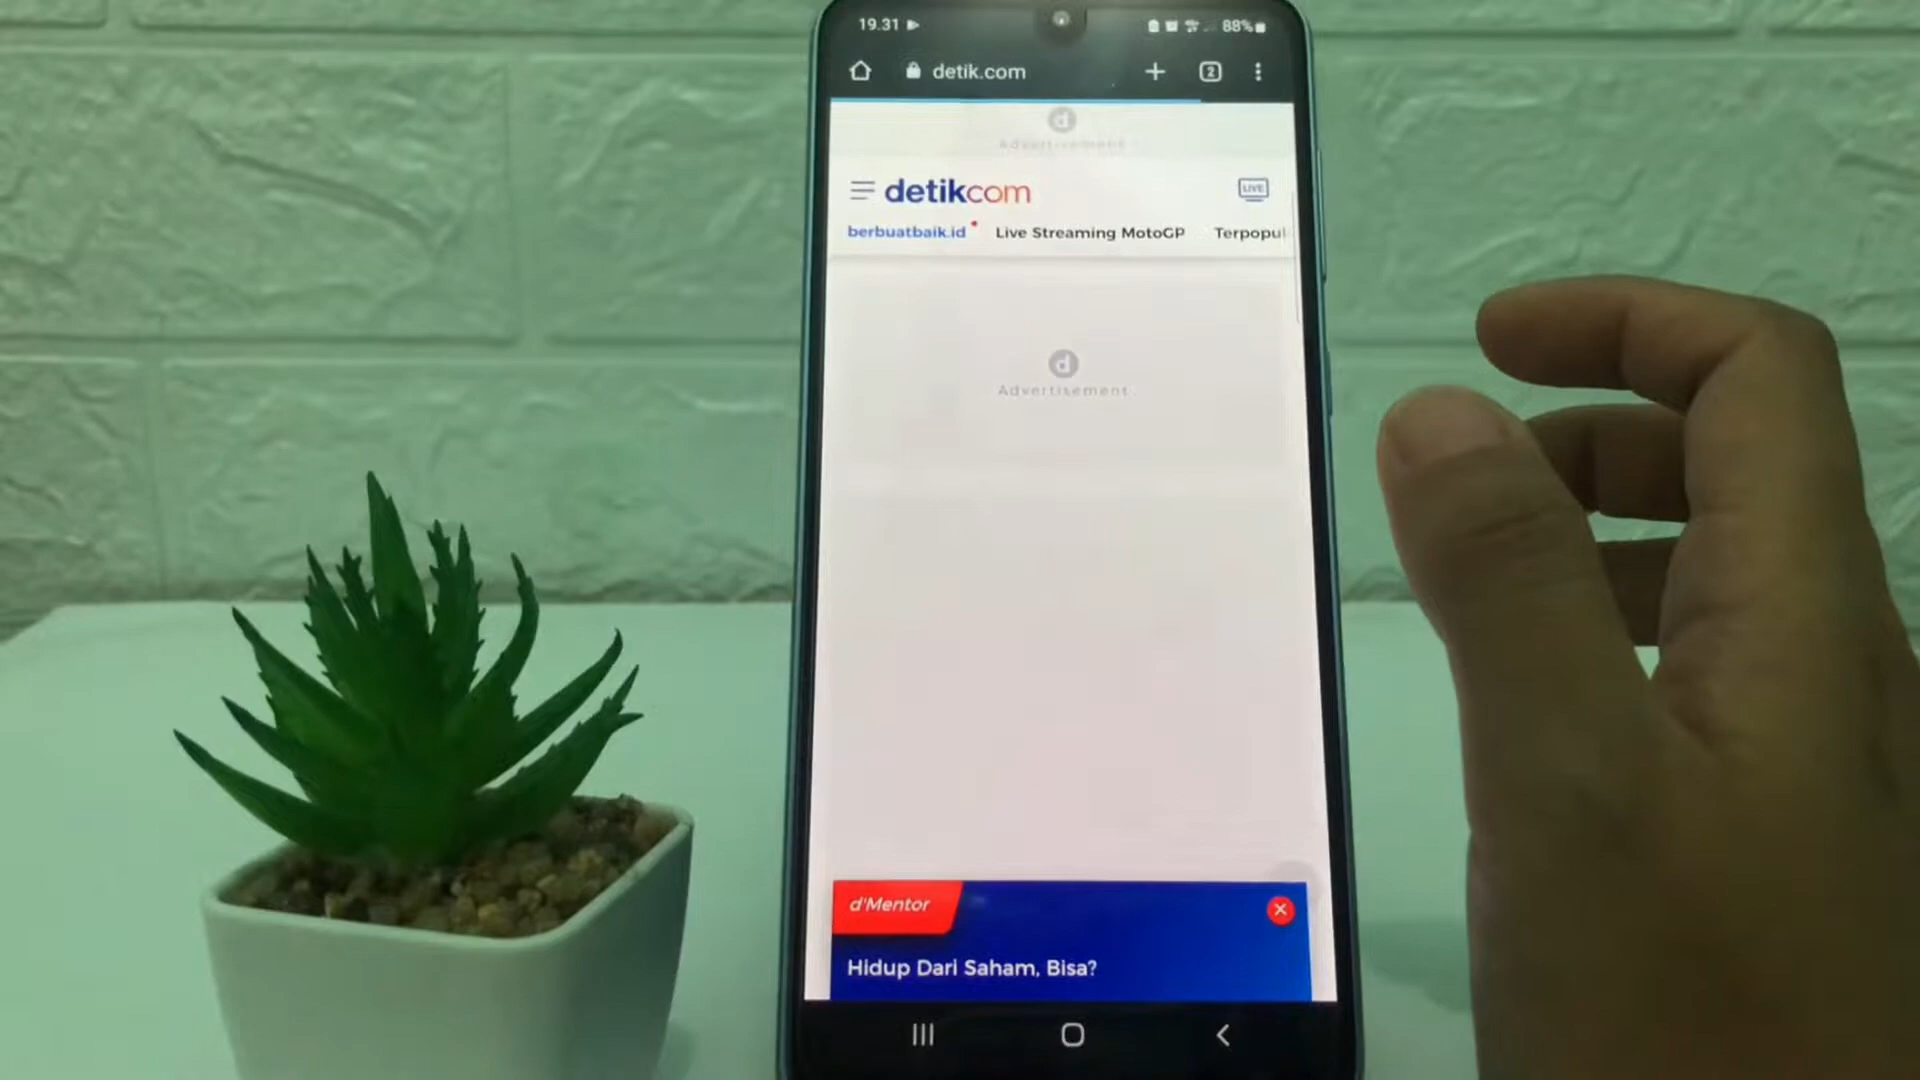 19.31
88%
detik.com
2
d
Advertisement
detikcom
LIVE
berbuatbaik.id
Live Streaming MotoGP
Terpopul
d
Advertisement
d'Mentor
Hidup Dari Saham, Bisa?